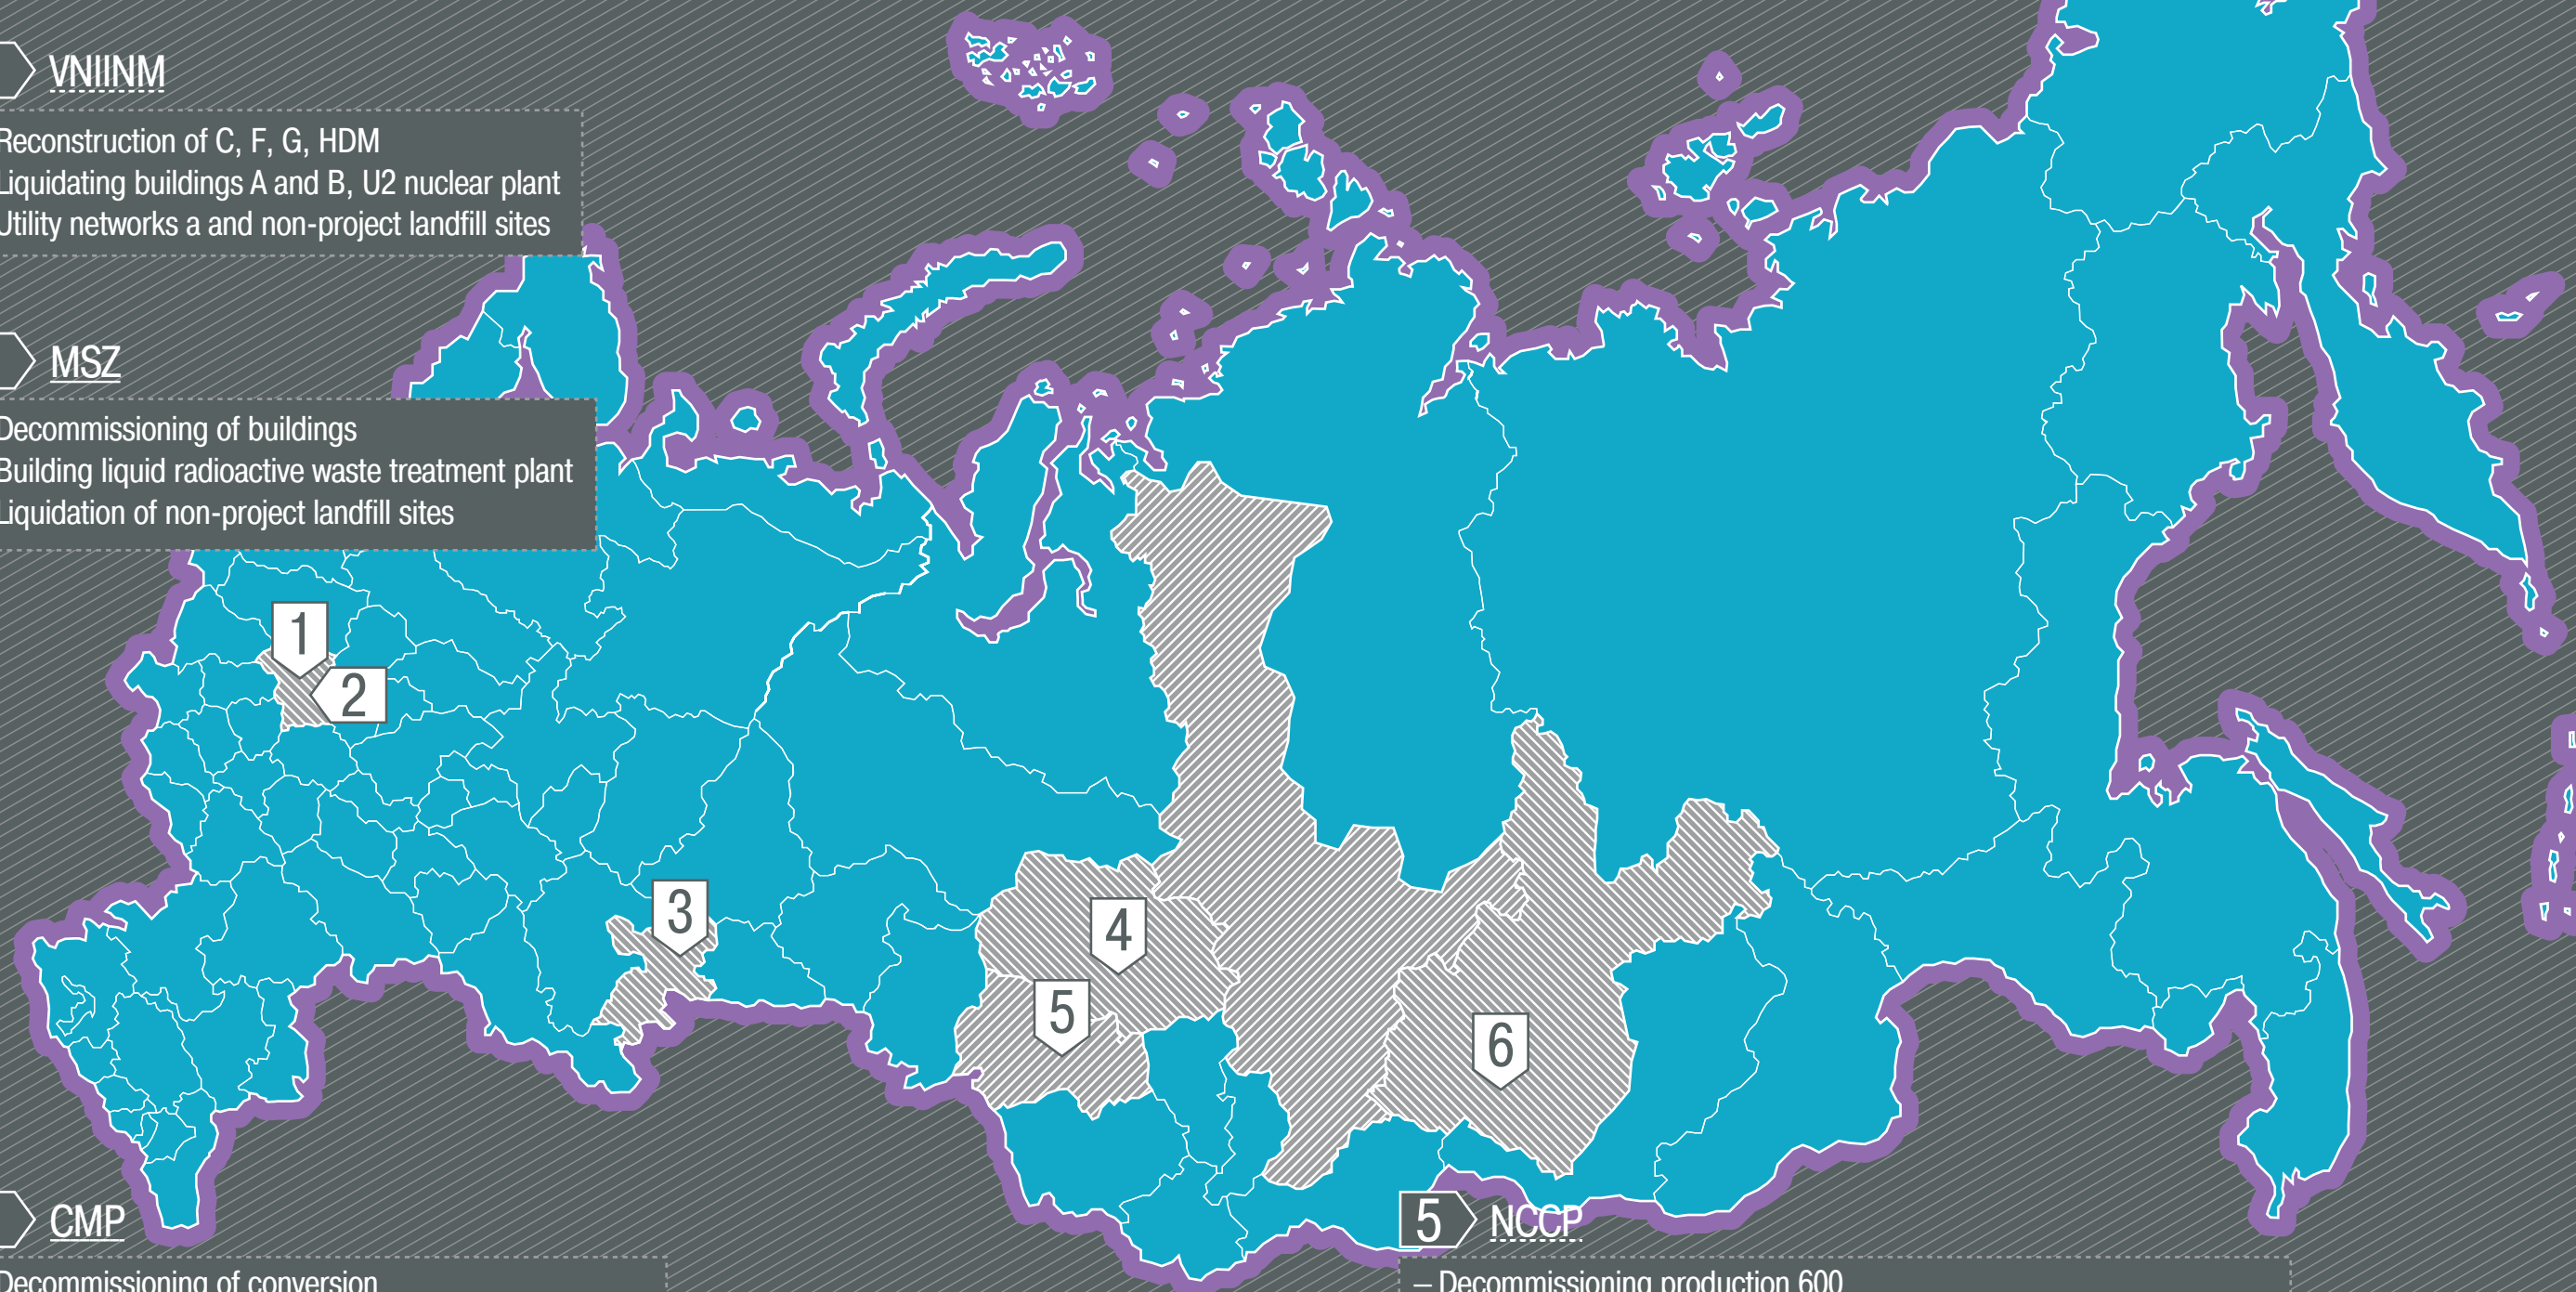 VNIINM
Reconstruction of C, F, G, HDM
Liquidating buildings A and B, U2 nuclear plant
Utility networks a and non-project landfill sites
MSZ
Decommissioning of buildings
Building liquid radioactive waste treatment plant
Liquidation of non-project landfill sites
1
2
3
4
5
6
CMP
Decommissioning of conversion
5 NCCP
– Decommissioning production 600